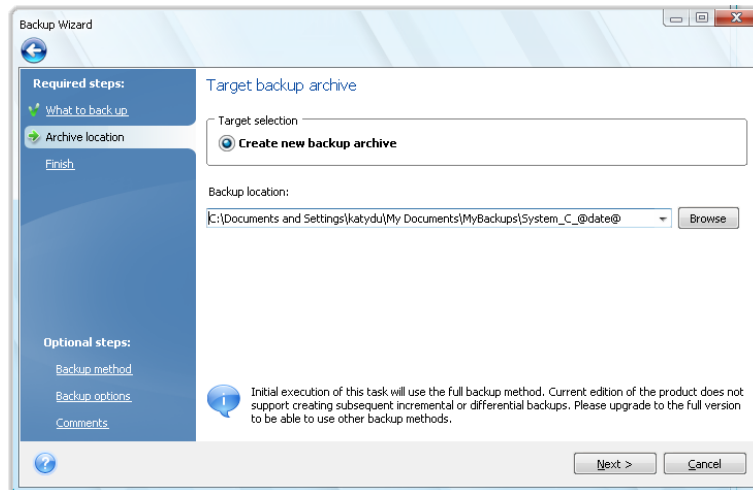 Backup Wizard
Required steps:
What to back up
Archive location
Finish
Optional steps:
Backup method
Backup options
Comments
Target backup archive
Target selection
Create new backup archive
Backup location:
C:\Documents and Settings\katydu\My Documents\MyBackups\System_C_@date@
Browse
Initial execution of this task will use the full backup method. Current edition of the product does not
support creating subsequent incremental or differential backups. Please upgrade to the full version
to be able to use other backup methods.
Next >
Cancel